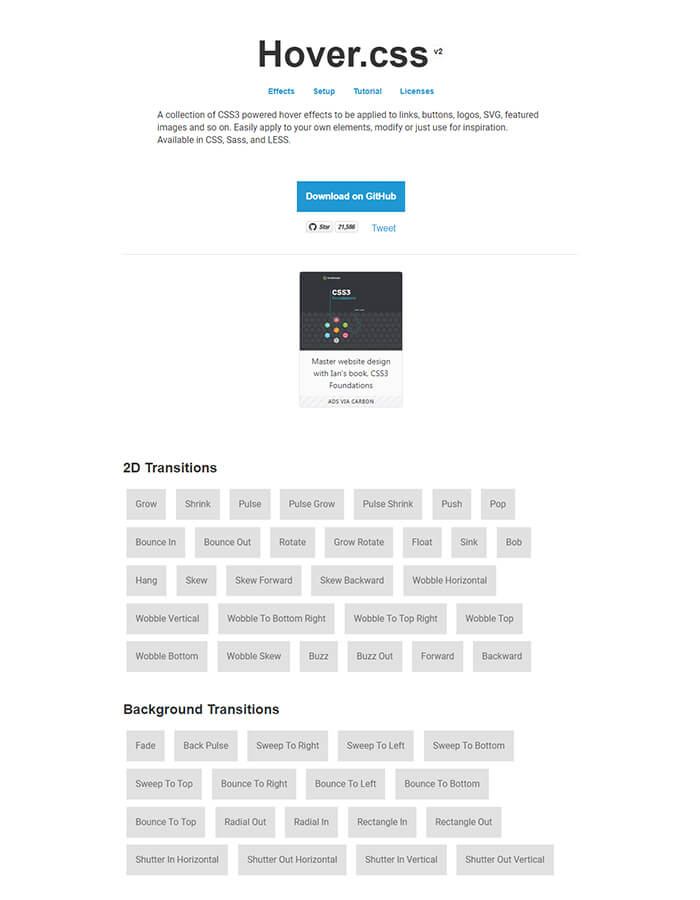 Hover.css v2
Effects Setup Tutorial Licenses
A collection of CSS3 powered hover effects to be applied to links, buttons, logos, SVG, featured
images and so on. Easily apply to your own elements, modify or just use for inspiration.
Available in CSS, Sass, and LESS.
Download on GitHub
Star 21,586 Tweet
CSS3
Foundations
Master website design
with Ian's book, CSS3
Foundations
ADS VIA CARBON
2D Transitions
Grow Shrink Pulse Pulse Grow Pulse Shrink Push Pop
Bounce In Bounce Out Rotate Grow Rotate Float Sink Bob
Hang Skew Skew Forward Skew Backward Wobble Horizontal
Wobble Vertical Wobble To Bottom Right Wobble To Top Right Wobble Top
Wobble Bottom Wobble Skew Buzz Buzz Out Forward Backward
Background Transitions
Fade Back Pulse Sweep To Right Sweep To Left Sweep To Bottom
Sweep To Top Bounce To Right Bounce To Left Bounce To Bottom
Bounce To Top Radial Out Radial In Rectangle In Rectangle Out
Shutter In Horizontal Shutter Out Horizontal Shutter In Vertical Shutter Out Vertical